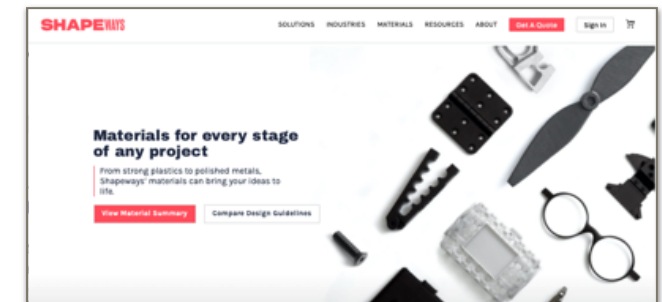 SHAPEWAYS
SOLUTIONS INDUSTRIES MATERIALS RESOURCES ABOUT Get A Quote Sign In
Materials for every stage
of any project
From strong plastics to polished metals,
Shapeways' materials can bring your ideas to
life.
View Material Summary Compare Design Guidelines